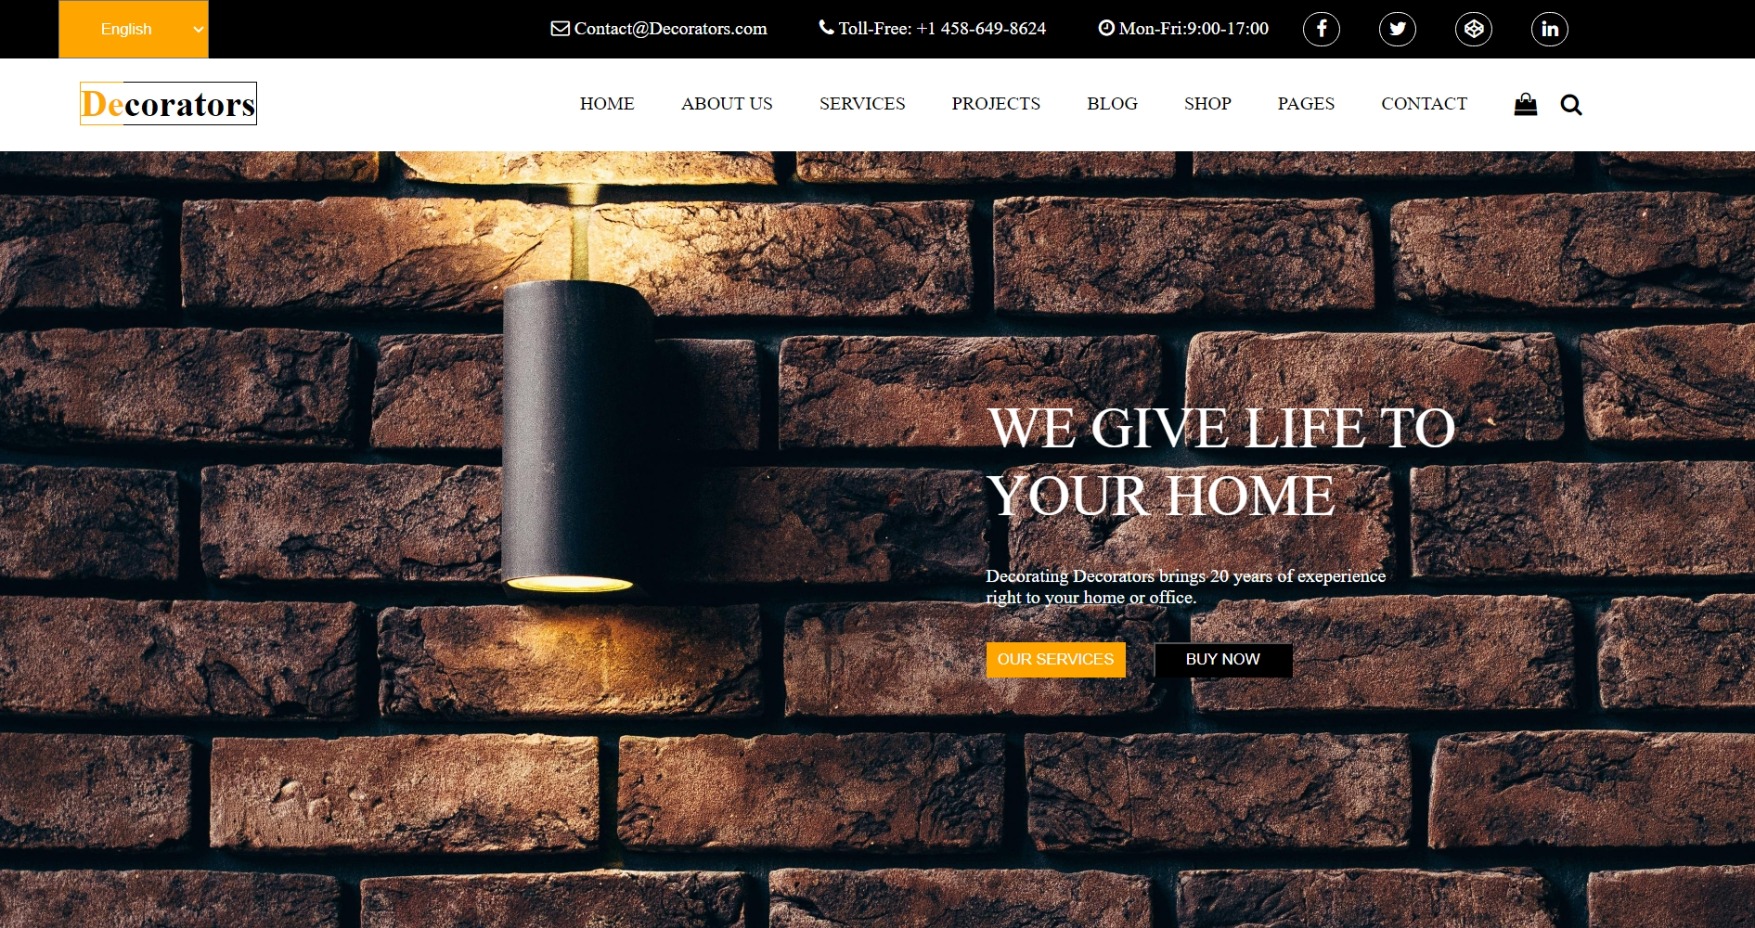 English
Contact@Decorators.com
Toll-Free: +1 458-649-8624
Mon-Fri:9:00-17:00
Decorators
HOME
ABOUT US
SERVICES
PROJECTS
BLOG
SHOP
PAGES
CONTACT
WE GIVE LIFE TO
YOUR HOME
Decorating Decorators brings 20 years of exeperience
right to your home or office.
OUR SERVICES
BUY NOW